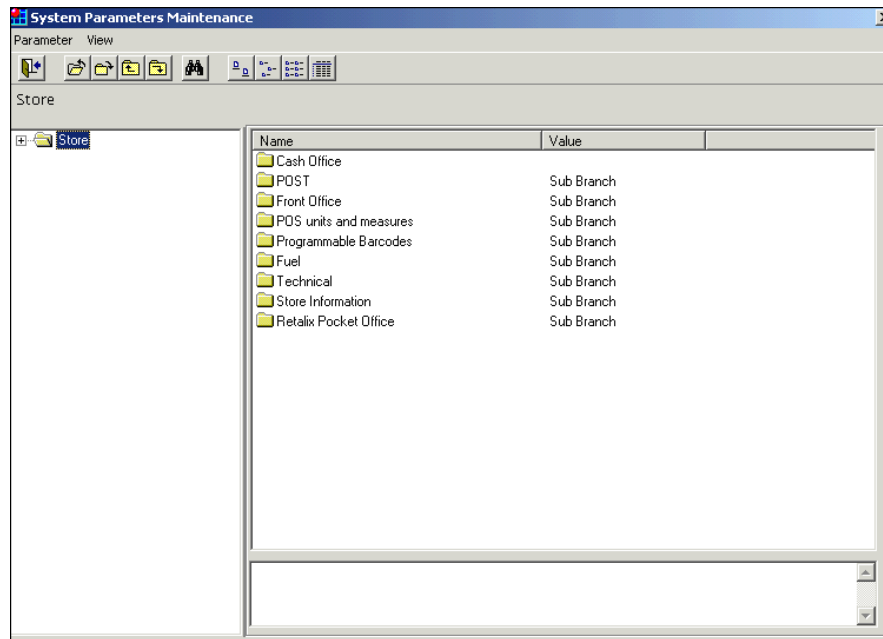 System Parameters Maintenance
Parameter View
Store
Store
Name Value
Cash Office
POST Sub Branch
Front Office Sub Branch
POS units and measures Sub Branch
Programmable Barcodes Sub Branch
Fuel Sub Branch
Technical Sub Branch
Store Information Sub Branch
Retalix Pocket Office Sub Branch